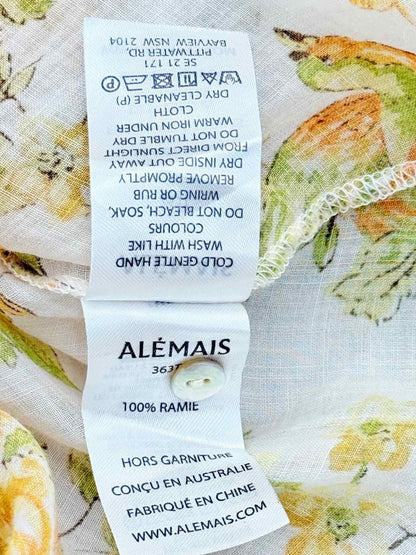 COLD GENTLE HAND
WASH WITH LIKE
COLOURS
DO NOT BLEACH, SOAK,
WRING OR RUB
REMOVE PROMPTLY
DRY INSIDE OUT AWAY
FROM DIRECT SUNLIGHT
DO NOT TUMBLE DRY
WARM IRON UNDER
CLOTH
DRY CLEANABLE (P)
SE 21 171
PITTWATER RD,
BAYVIEW NSW 2104
ALÉMAIS
100% RAMIE
HORS GARNITURE
CONÇU EN AUSTRALIE
FABRIQUÉ EN CHINE
WWW.ALEMAIS.COM